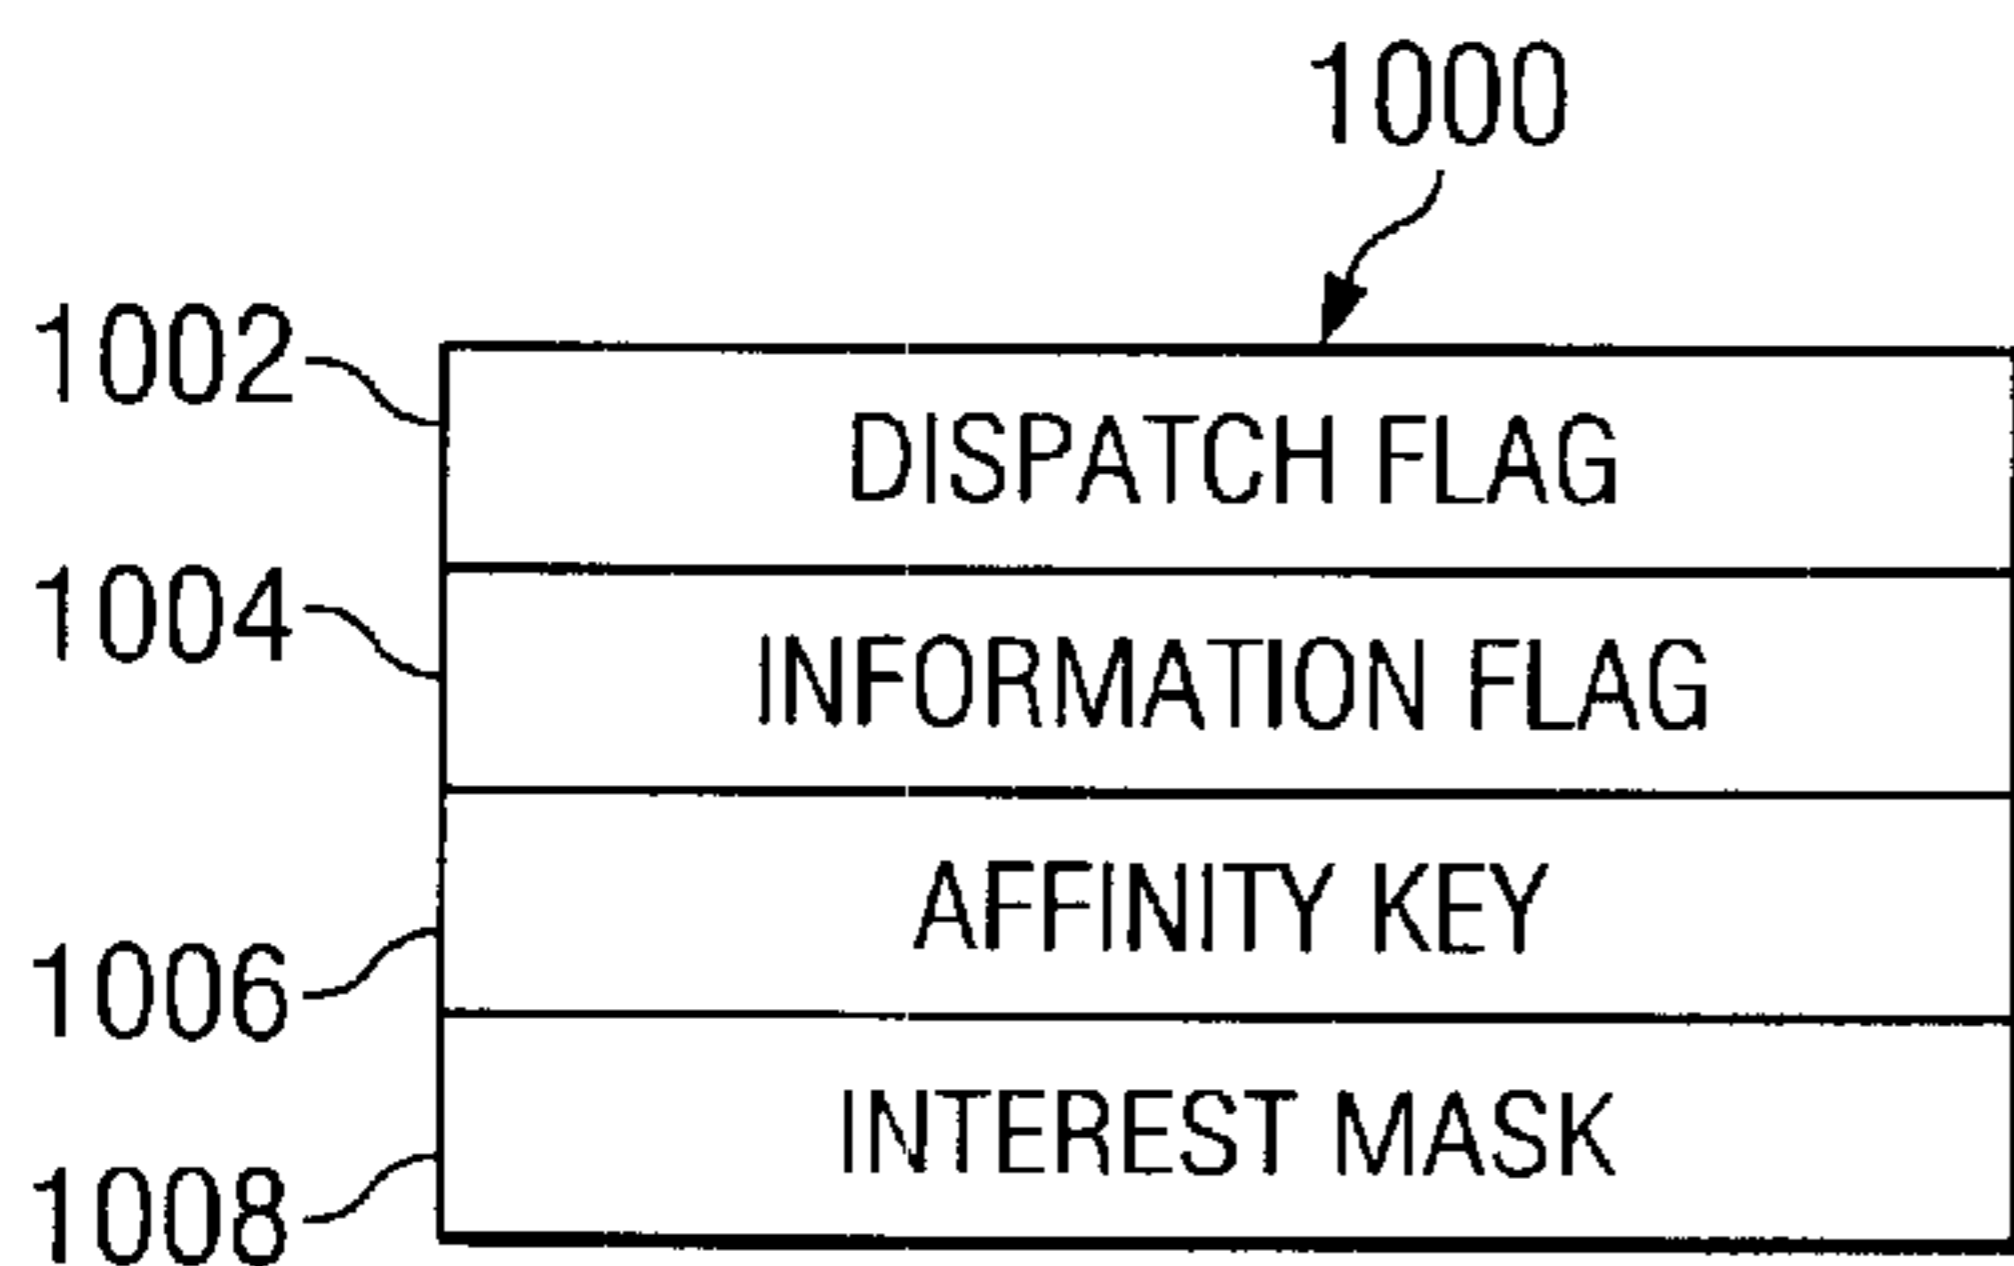 1000
1002
DISPATCH FLAG
1004
INFORMATION FLAG
AFFINITY KEY
1006
INTEREST MASK
1008